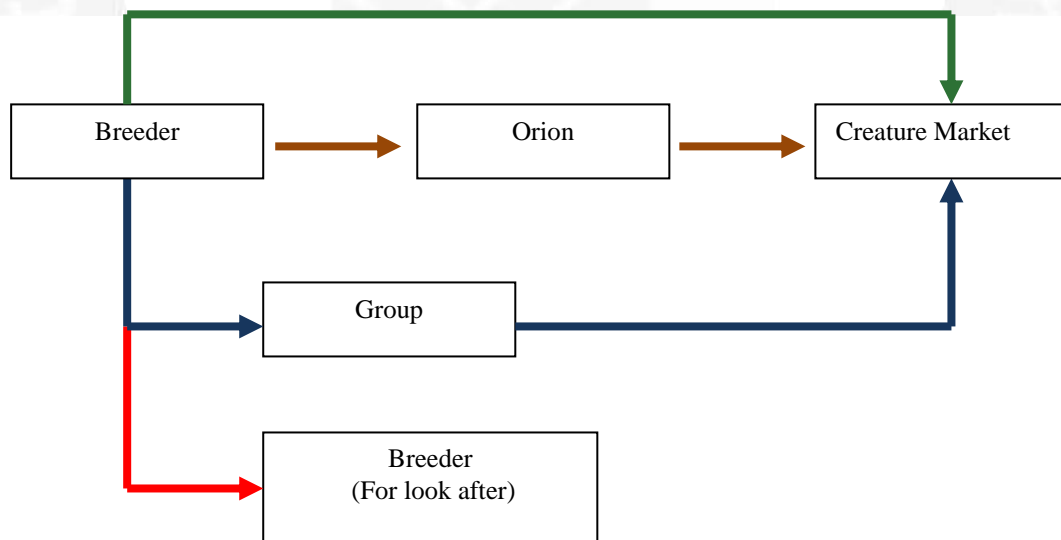 Breeder
Orion
Creature Market
Group
Breeder
(For look after)